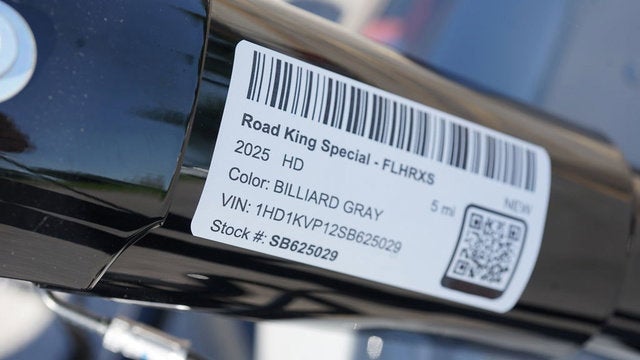 Road King Special - FLHRXS
2025 HD
Color: BILLIARD GRAY
5 mi
NEW
VIN: 1HD1KVP12SB625029
Stock #: SB625029